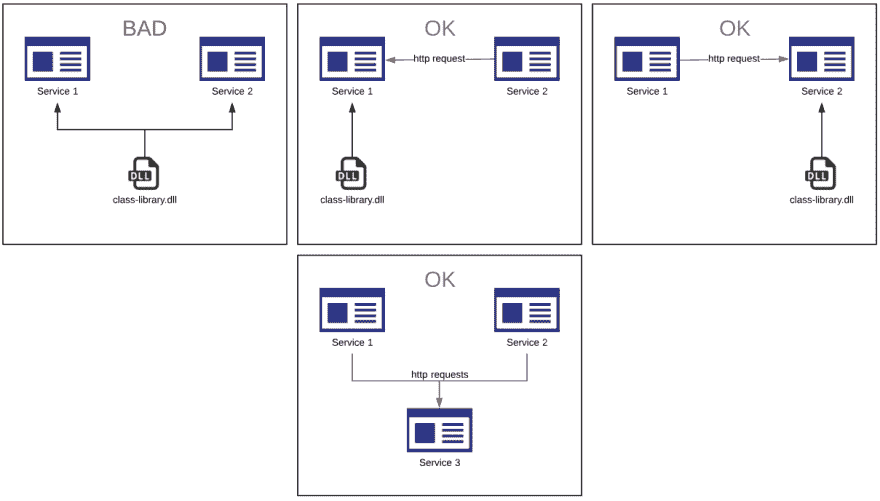 BAD
Service 1
Service 2
DLL
class-library.dll
OK
http request
Service 1
Service 2
DLL
class-library.dll
OK
http request
Service 1
Service 2
DLL
class-library.dll
OK
Service 1
Service 2
http requests
Service 3